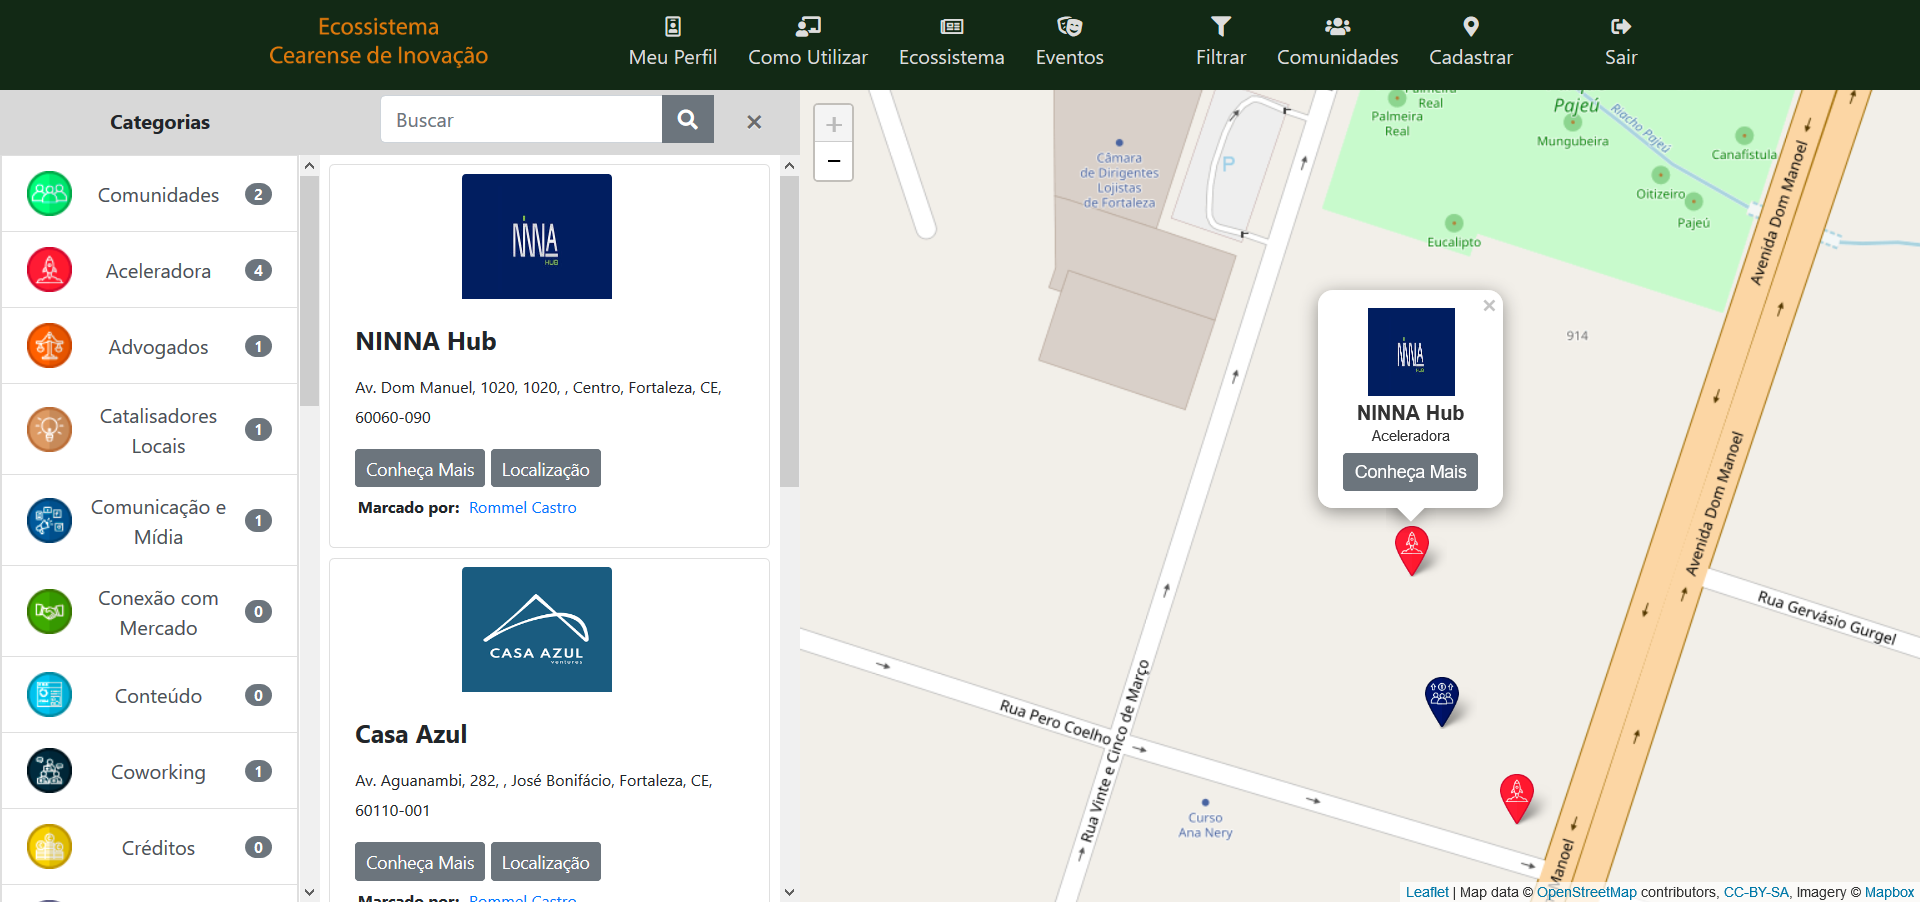 Ecossistema
Cearense de Inovação
Meu Perfil
Como Utilizar
Ecossistema
Eventos
Filtrar
Comunidades
Cadastrar
Sair
Categorias
Buscar
Comunidades 2
Aceleradora 4
Advogados 1
Catalisadores
Locais 1
Comunicação e
Mídia 1
Conexão com
Mercado 0
Conteúdo 0
Coworking 1
Créditos 0
NINNA
HUB
NINNA Hub
Av. Dom Manuel, 1020, 1020, , Centro, Fortaleza, CE,
60060-090
Conheça Mais
Localização
Marcado por: Rommel Castro
CASA AZUL
ventures
Casa Azul
Av. Aguanambi, 282, , José Bonifácio, Fortaleza, CE,
60110-001
Conheça Mais
Localização
Marcado por: Rommel Castro
+
−
Câmara
de Dirigentes
Lojistas
de Fortaleza
P
Palmeira
Real
Palmeira
Real
Pajeú
Mungubeira
Riacho Pajeú
Canafístula
Oitizeiro
Pajeú
Eucalipto
Avenida Dom Manoel
914
NINNA
HUB
NINNA Hub
Aceleradora
Conheça Mais
Avenida Dom Manoel
Rua Gervásio Gurgel
Rua Pero Coelho
Rua Vinte e Cinco de Março
Curso
Ana Nery
Manoel
Leaflet | Map data © OpenStreetMap contributors, CC-BY-SA, Imagery © Mapbox